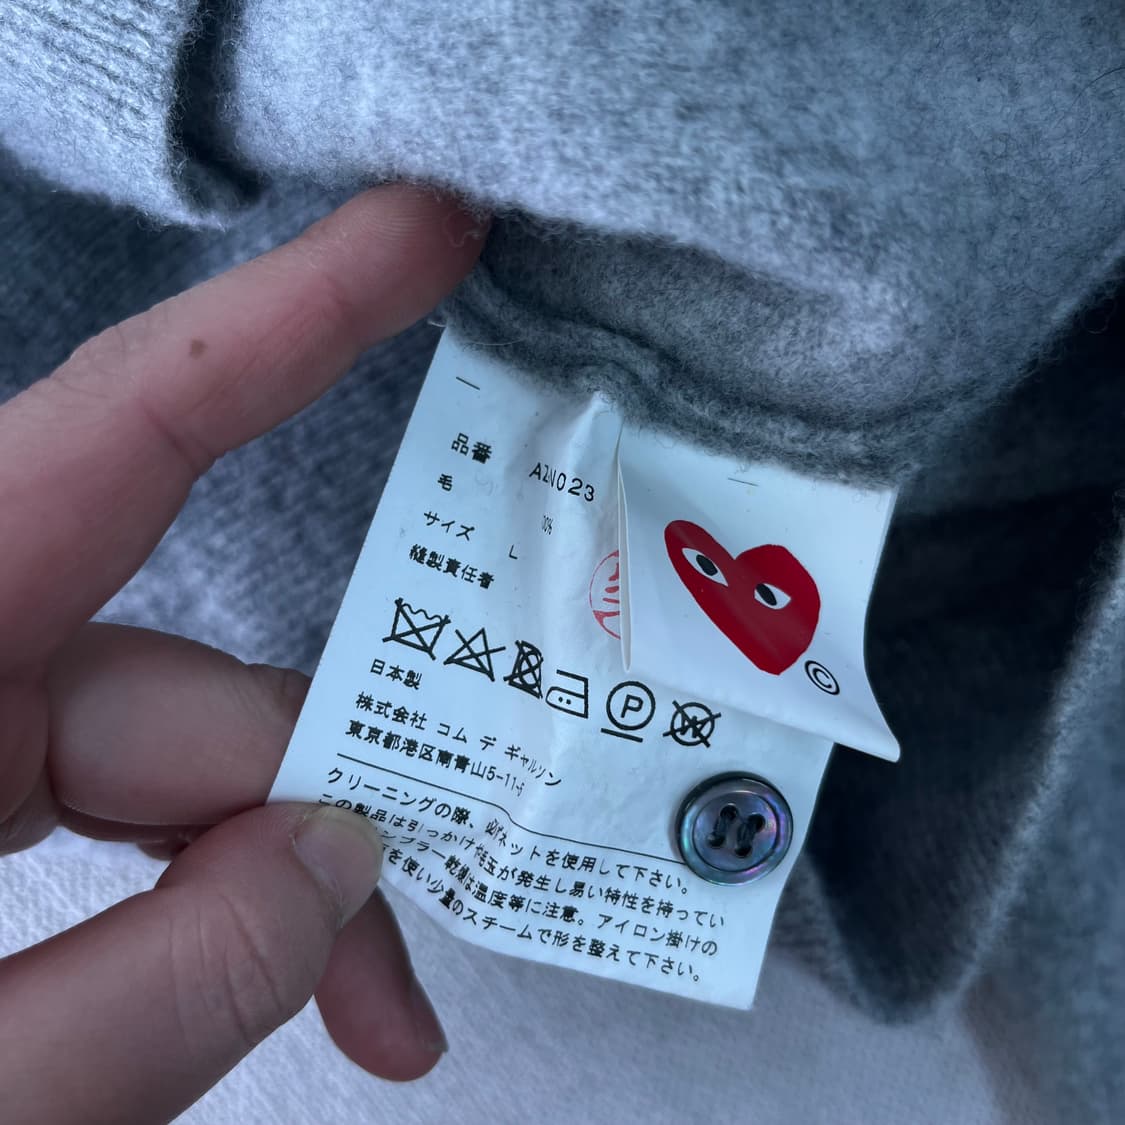 品番 AZN023
毛 100%
サイズ L
縫製責任者
P
W
日本製
株式会社 コム デ ギャルソン
東京都港区南青山5-11-5
クリーニングの際、必ずネットを使用して下さい。
この製品は引っかけや毛玉が発生し易い特性を持ってい
ンブラー乾燥は温度等に注意。アイロン掛けの
を使い少量のスチームで形を整えて下さい。
©